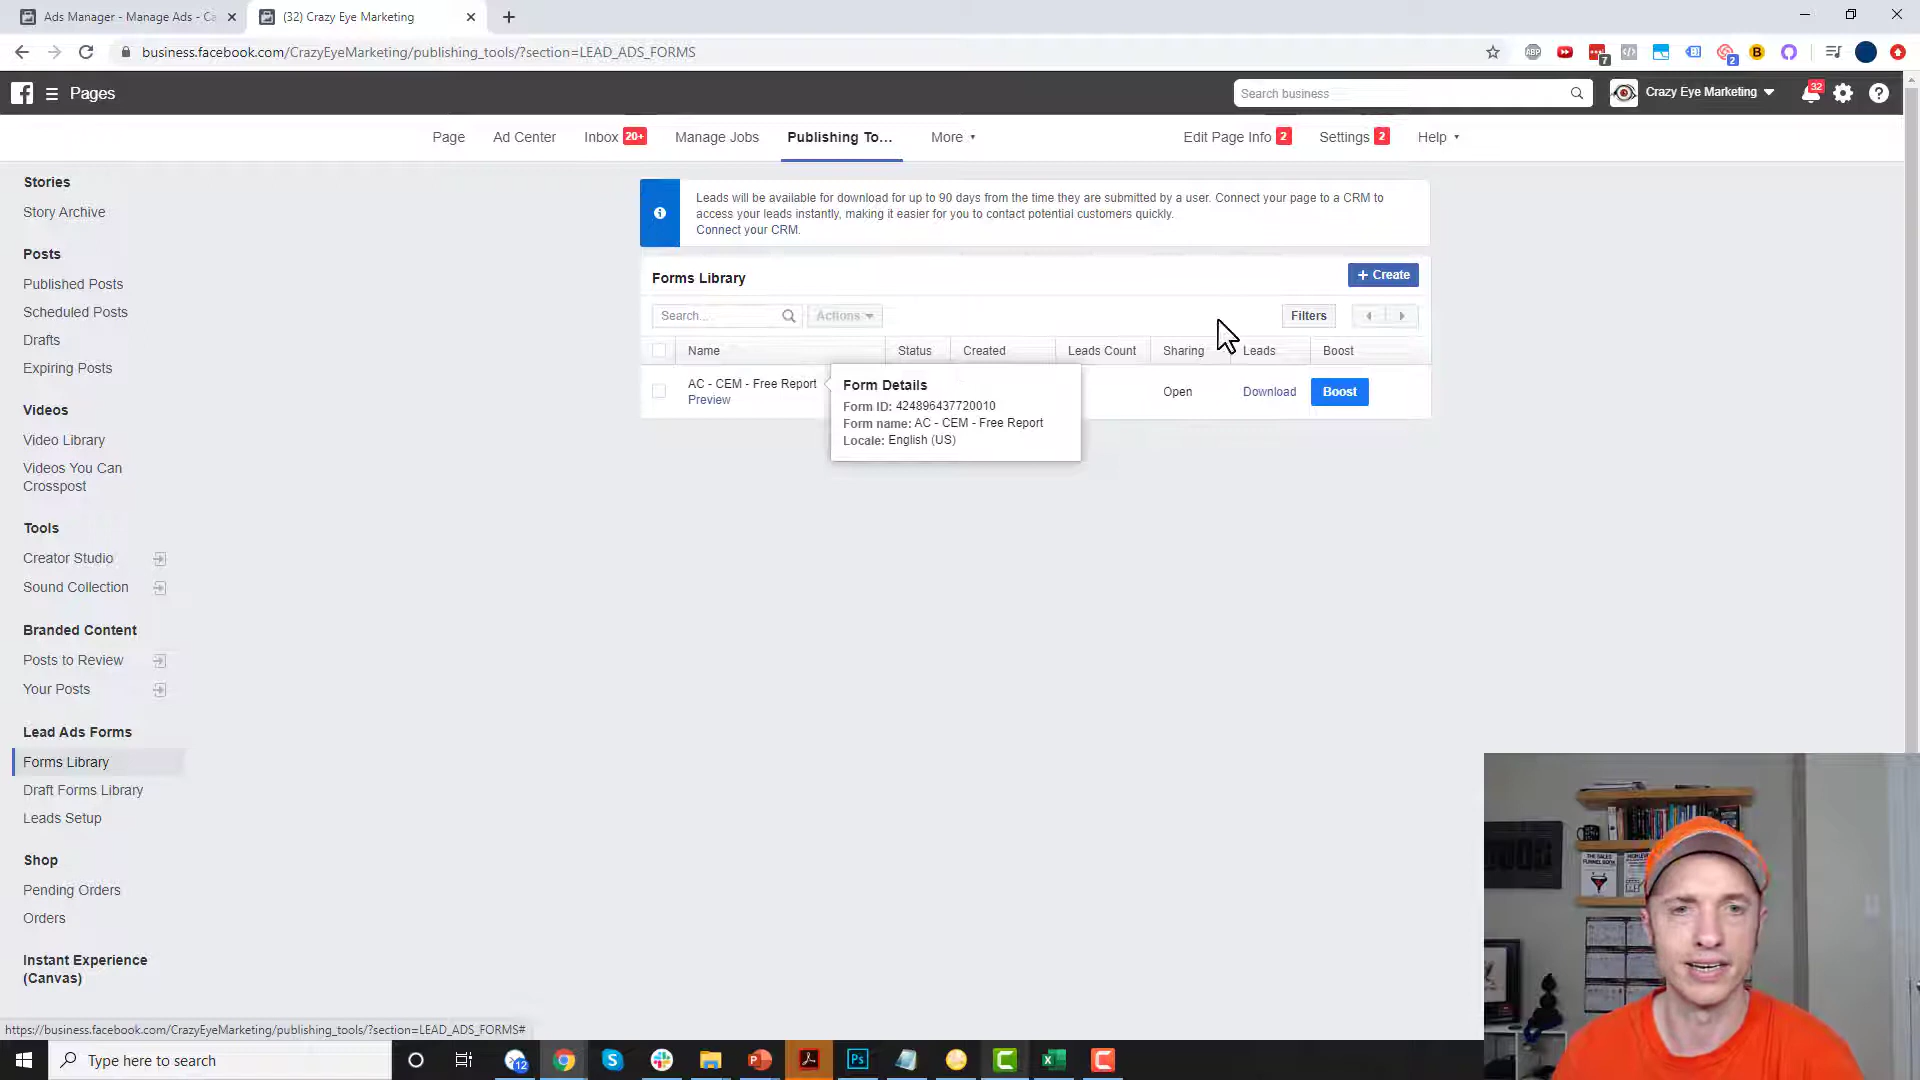 Ads Manager - Manage Ads - Ca
(32) Crazy Eye Marketing
business.facebook.com/CrazyEyeMarketing/publishing_tools/?section=LEAD_ADS_FORMS
ABP
7
2
B
Pages
Search business
Crazy Eye Marketing
32
Page
Ad Center
Inbox 20+
Manage Jobs
Publishing To...
More
Edit Page Info 2
Settings 2
Help
Stories
Story Archive
Posts
Published Posts
Scheduled Posts
Drafts
Expiring Posts
Videos
Video Library
Videos You Can
Crosspost
Tools
Creator Studio
Sound Collection
Branded Content
Posts to Review
Your Posts
Lead Ads Forms
Forms Library
Draft Forms Library
Leads Setup
Shop
Pending Orders
Orders
Instant Experience
(Canvas)
Leads will be available for download for up to 90 days from the time they are submitted by a user. Connect your page to a CRM to
access your leads instantly, making it easier for you to contact potential customers quickly.
Connect your CRM.
Forms Library
+ Create
Search...
Actions
Filters
Name
Status
Created
Leads Count
Sharing
Leads
Boost
AC - CEM - Free Report
Preview
Open
Download
Boost
Form Details
Form ID: 424896437720010
Form name: AC - CEM - Free Report
Locale: English (US)
THE SALES
FUNNEL BOOK
https://business.facebook.com/CrazyEyeMarketing/publishing_tools/?section=LEAD_ADS_FORMS#
Type here to search
12